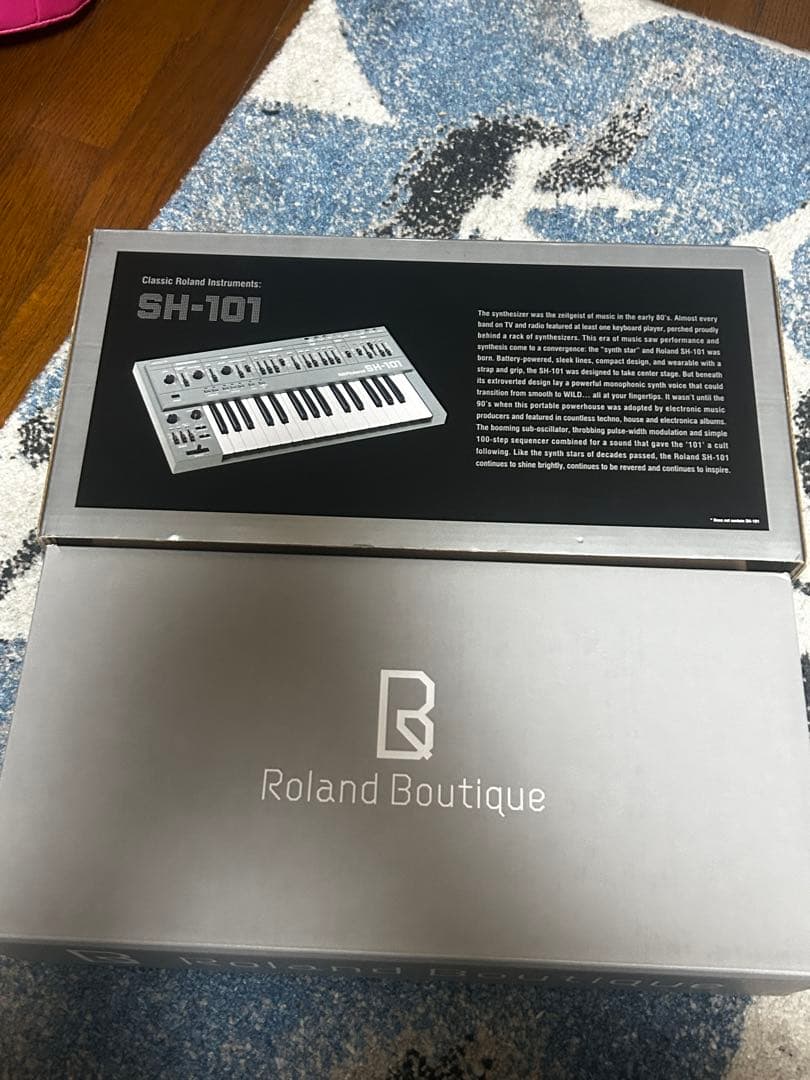 Classic Roland Instruments:
SH-101
The synthesizer was the zeitgeist of music in the early 80's. Almost every
band on TV and radio featured at least one keyboard player, perched proudly
behind a rack of synthesizers. This era of music saw performance and
synthesis come to a convergence: the "synth star" and Roland SH-101 was
born. Battery-powered, sleek lines, compact design, and wearable with a
strap and grip, the SH-101 was designed to take center stage. But beneath
its extroverted design lay a powerful monophonic synth voice that could
transition from smooth to WILD... all at your fingertips. It wasn't until the
90's when this portable powerhouse was adopted by electronic music
producers and featured in countless techno, house and electronica albums.
The booming sub-oscillator, throbbing pulse-width modulation and simple
100-step sequencer combined for a sound that gave the '101' a cult
following. Like the synth stars of decades passed, the Roland SH-101
continues to shine brightly, continues to be revered and continues to inspire.
Roland SH-101
* Does not contain SH-101
Roland Boutique
Roland Boutique